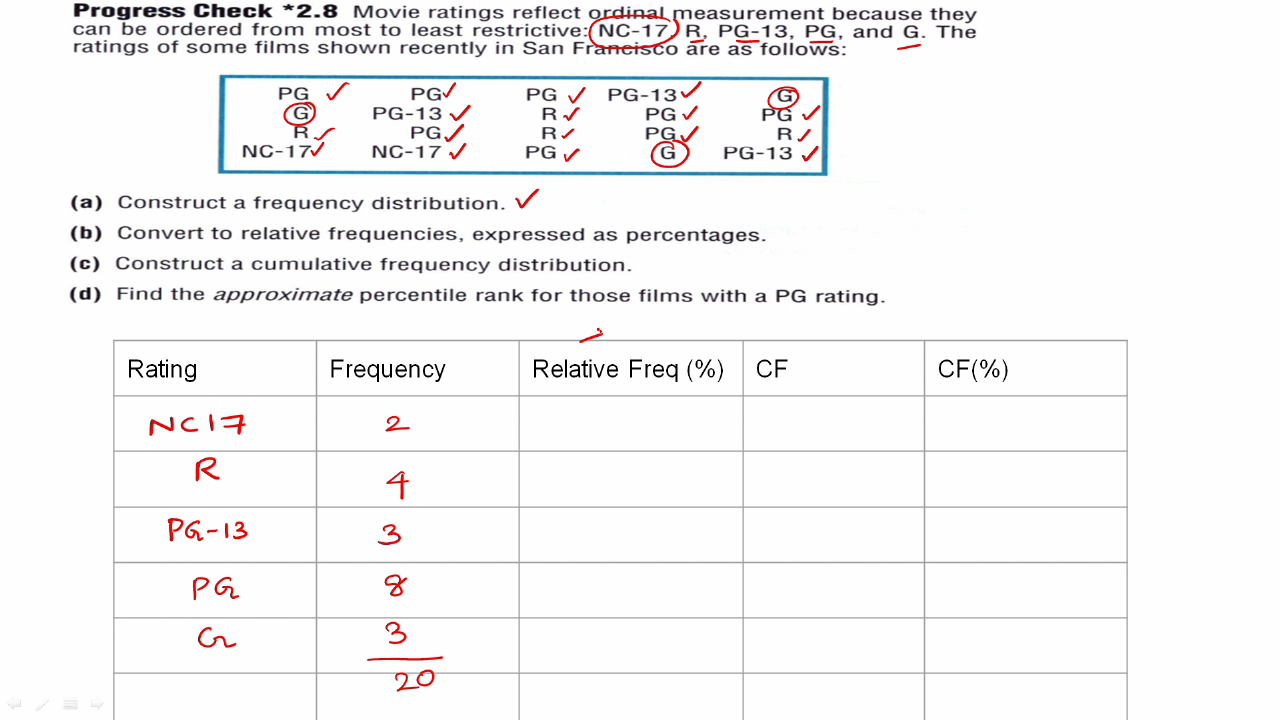 Progress Check *2.8 Movie ratings reflect ordinal measurement because they
can be ordered from most to least restrictive: NC-17, R, PG-13, PG, and G. The
ratings of some films shown recently in San Francisco are as follows:
PG PG PG PG-13 G
G PG-13 R PG PG
R PG R PG R
NC-17 NC-17 PG G PG-13
(a) Construct a frequency distribution.
(b) Convert to relative frequencies, expressed as percentages.
(c) Construct a cumulative frequency distribution.
(d) Find the approximate percentile rank for those films with a PG rating.
Rating Frequency Relative Freq (%) CF CF(%)
NC17 2
R 4
PG-13 3
PG 8
G 3
20